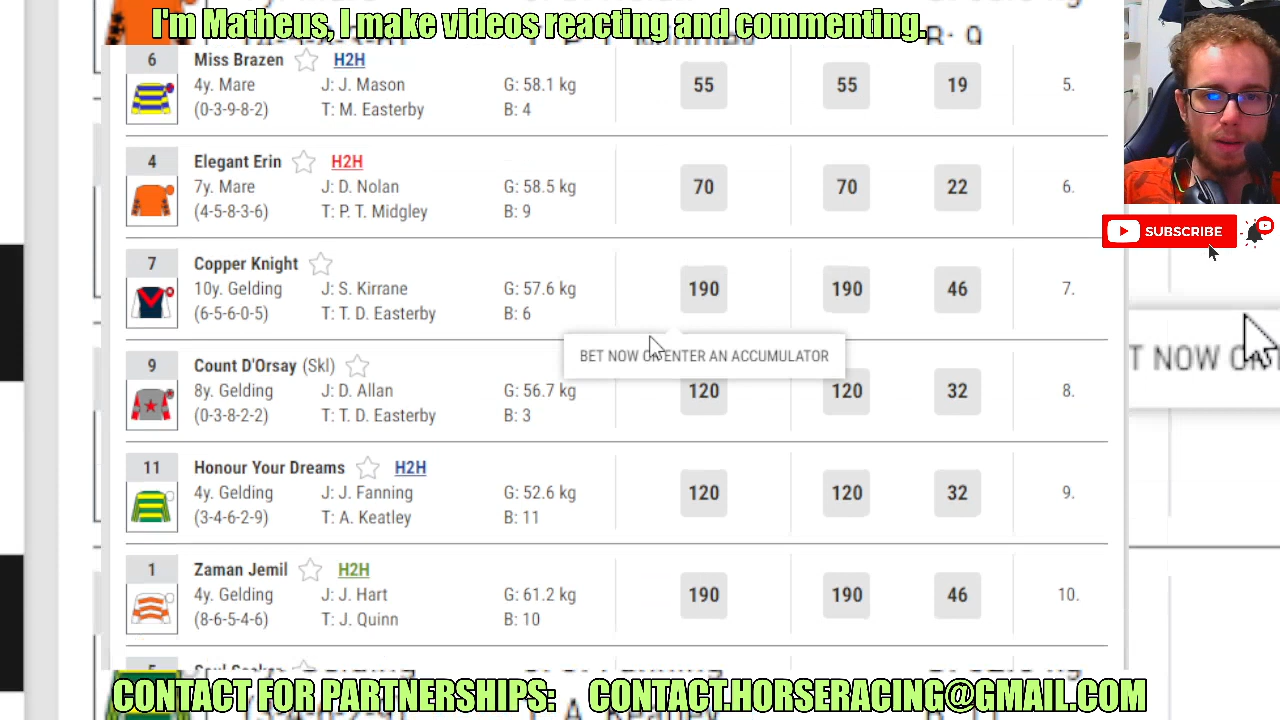 I'm Matheus, I make videos reacting and commenting.
B: 9
6 Miss Brazen H2H
4y. Mare J: J. Mason G: 58.1 kg 55 55 19 5.
(0-3-9-8-2) T: M. Easterby B: 4
4 Elegant Erin H2H
7y. Mare J: D. Nolan G: 58.5 kg 70 70 22 6.
(4-5-8-3-6) T: P. T. Midgley B: 9
SUBSCRIBE
7 Copper Knight
10y. Gelding J: S. Kirrane G: 57.6 kg 190 190 46 7.
(6-5-6-0-5) T: T. D. Easterby B: 6
BET NOW OR ENTER AN ACCUMULATOR
T NOW
9 Count D'Orsay (Skl)
8y. Gelding J: D. Allan G: 56.7 kg 120 120 32 8.
(0-3-8-2-2) T: T. D. Easterby B: 3
11 Honour Your Dreams H2H
4y. Gelding J: J. Fanning G: 52.6 kg 120 120 32 9.
(3-4-6-2-9) T: A. Keatley B: 11
1 Zaman Jemil H2H
4y. Gelding J: J. Hart G: 61.2 kg 190 190 46 10.
(8-6-5-4-6) T: J. Quinn B: 10
CONTACT FOR PARTNERSHIPS: CONTACT.HORSERACING@GMAIL.COM